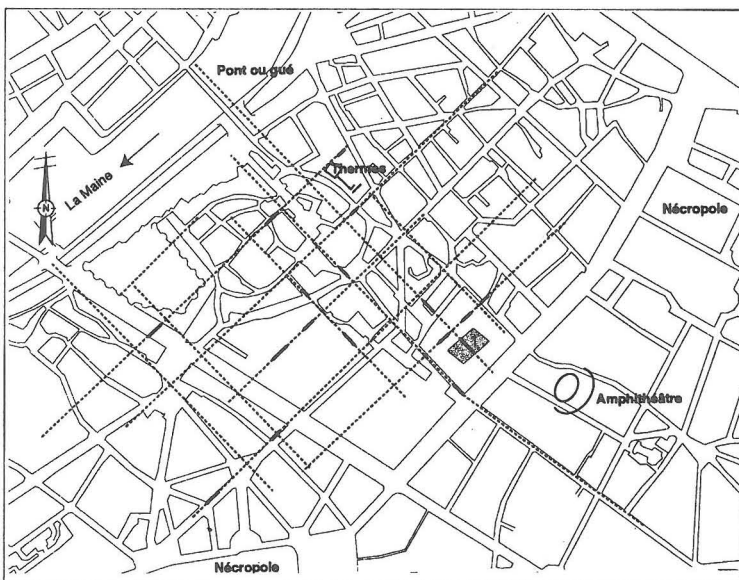 Pont ou gué
Thermes
La Maine
N
Nécropole
Amphithéâtre
Nécropole